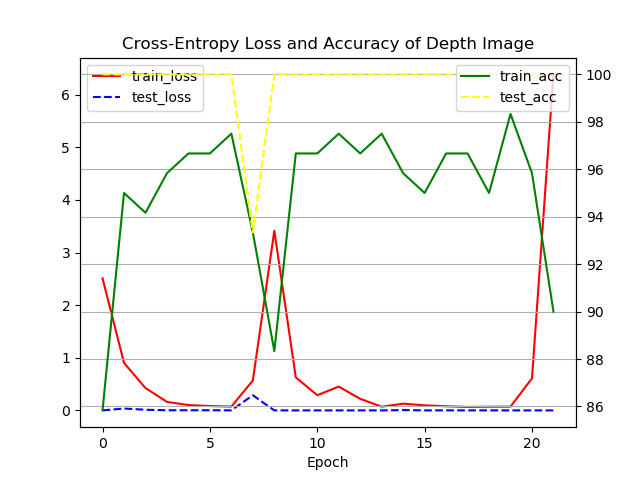 Cross-Entropy Loss and Accuracy of Depth Image
train_loss
test_loss
train_acc
test_acc
6
5
4
3
2
1
0
100
98
96
94
92
90
88
86
0 5 10 15 20
Epoch